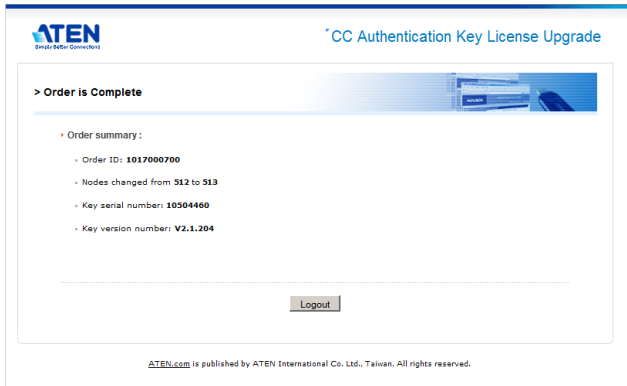 ATEN
Simply Better Connections
CC Authentication Key License Upgrade
> Order is Complete
Order summary :
Order ID: 1017000700
Nodes changed from 512 to 513
Key serial number: 10504460
Key version number: V2.1.204
Logout
ATEN.com is published by ATEN International Co. Ltd., Taiwan. All rights reserved.